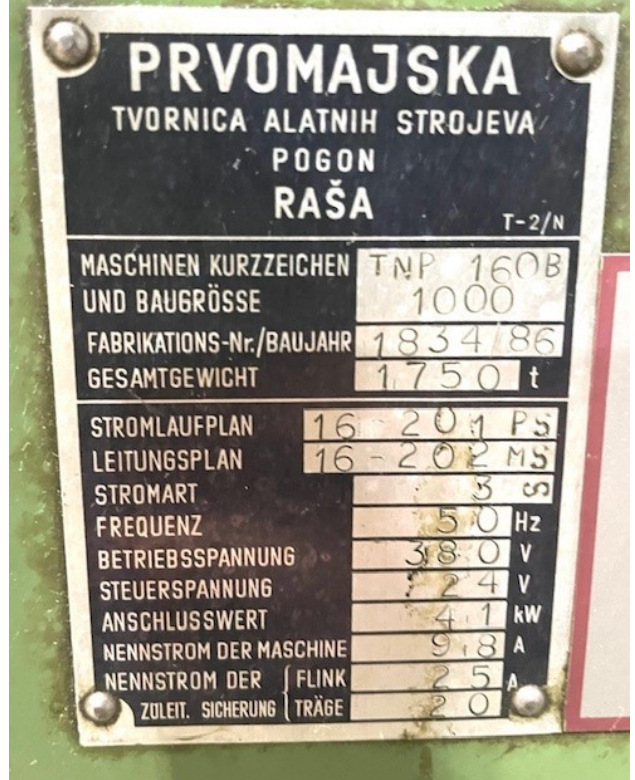 PRVOMAJSKA
TVORNICA ALATNIH STROJEVA
POGON
RAŠA
T-2/N
MASCHINEN KURZZEICHEN TNP 160B
UND BAUGRÖSSE 1000
FABRIKATIONS-Nr./BAUJAHR 1834/86
GESAMTGEWICHT 1,750 t
STROMLAUFPLAN 16-201 PS
LEITUNGSPLAN 16-202 MS
STROMART 3 ∽
FREQUENZ 50 Hz
BETRIEBSSPANNUNG 380 V
STEUERSPANNUNG 24 V
ANSCHLUSSWERT 4,1 kW
NENNSTROM DER MASCHINE 9,8 A
NENNSTROM DER FLINK 25 A
ZULEIT. SICHERUNG TRÄGE 20